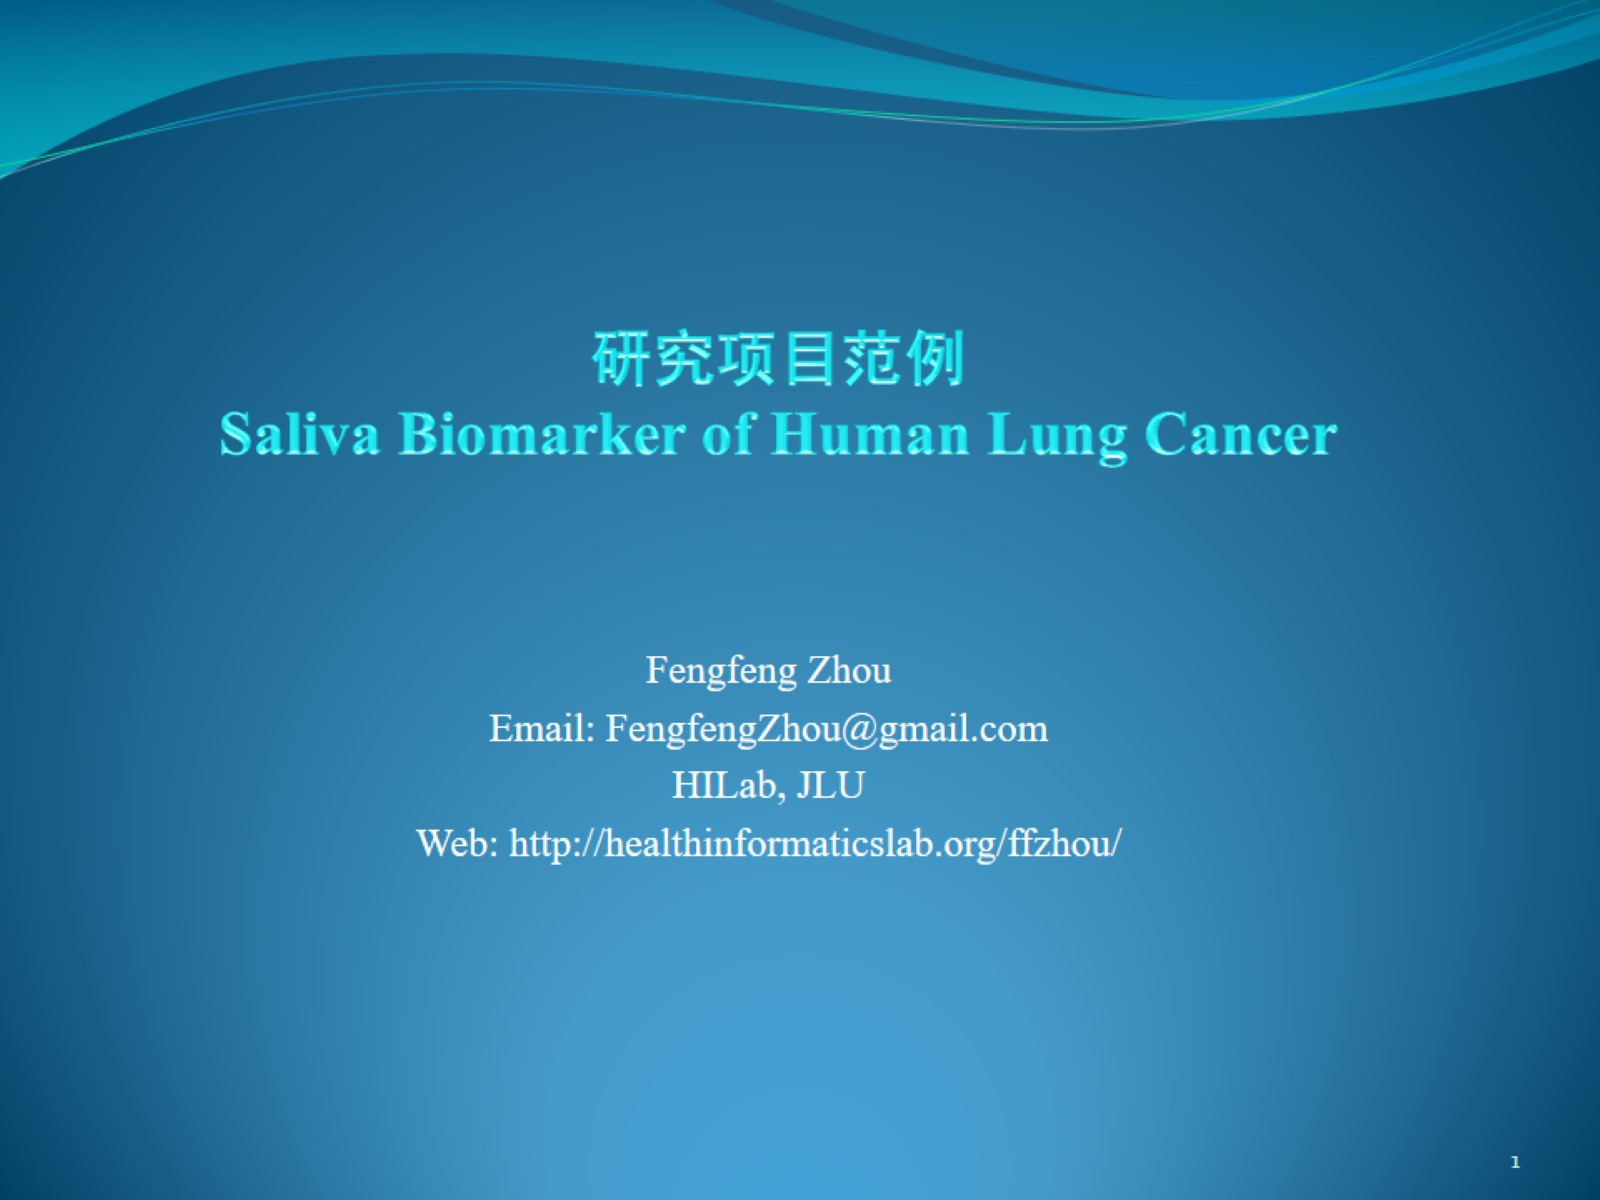 研究项目范例
Saliva Biomarker of Human Lung Cancer
Fengfeng Zhou
Email: FengfengZhou@gmail.com
HILab, JLU
Web: http://healthinformaticslab.org/ffzhou/
1